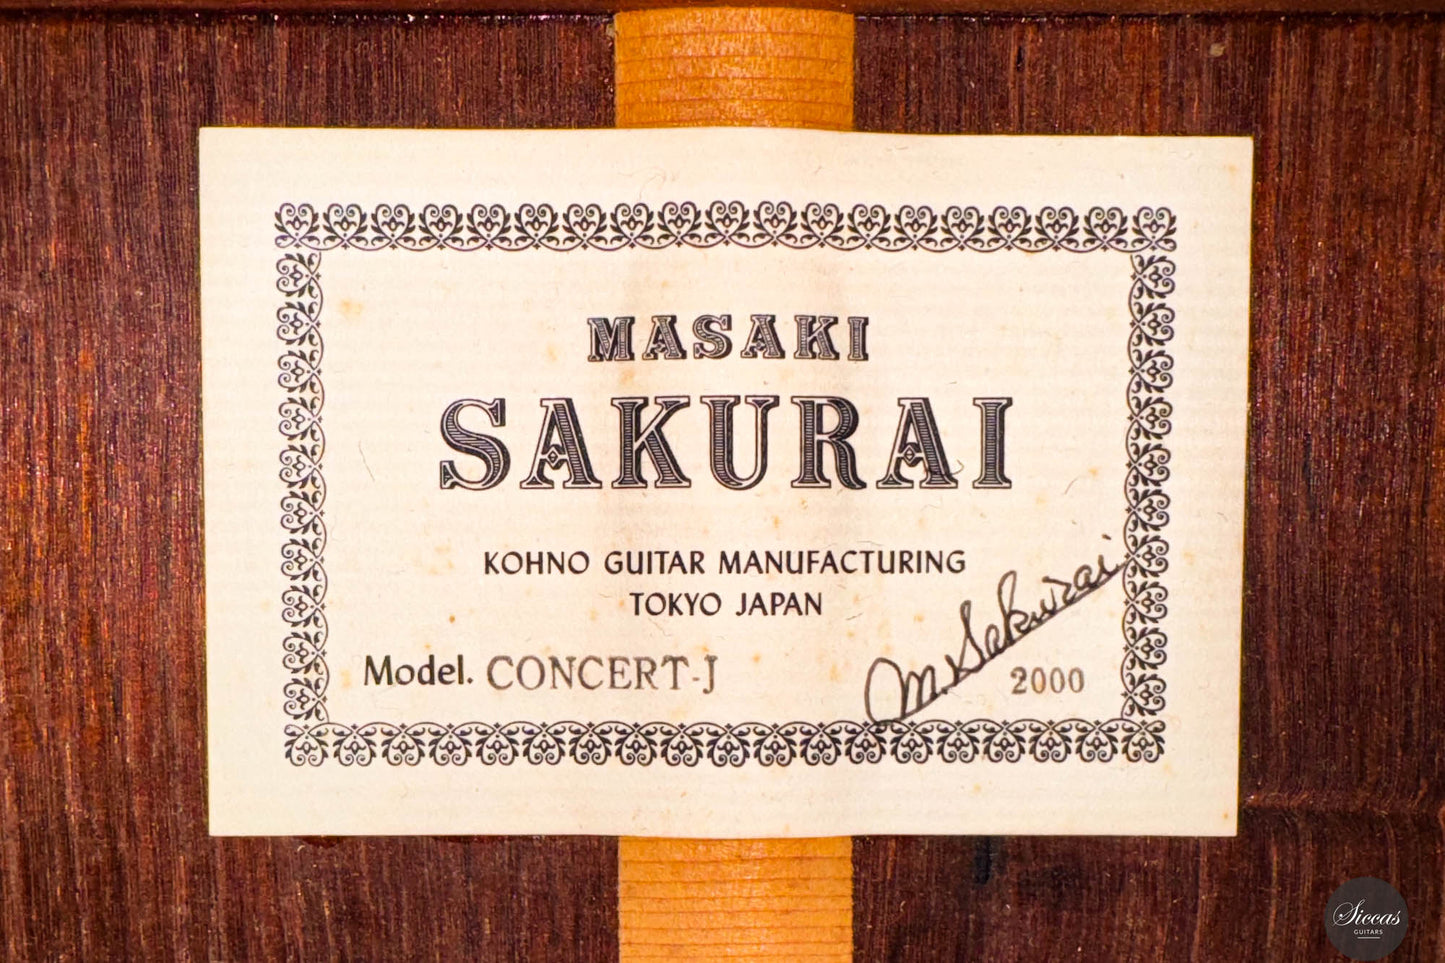 MASAKI
SAKURAI
KOHNO GUITAR MANUFACTURING
TOKYO JAPAN
M. Sakurai
Model. CONCERT-J
2000
Siccas
GUITARS